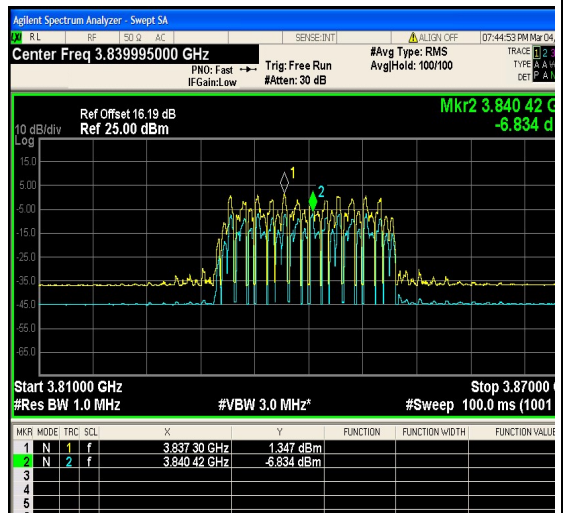 Agilent Spectrum Analyzer - Swept SA
LXI RL RF 50 Ω AC SENSE:INT ALIGN OFF 07:44:53 PM Mar 04,
Center Freq 3.839995000 GHz #Avg Type: RMS TRACE 1 2 3
PNO: Fast Trig: Free Run Avg|Hold: 100/100 TYPE A A
IFGain:Low #Atten: 30 dB DET P A N
Mkr2 3.840 42 G
Ref Offset 16.19 dB
10 dB/div Ref 25.00 dBm -6.834 d
Log
15.0
5.00
-5.00
-15.0
-25.0
-35.0
-45.0
-55.0
-65.0
1
2
Start 3.81000 GHz Stop 3.87000
#Res BW 1.0 MHz #VBW 3.0 MHz* #Sweep 100.0 ms (1001
MKR MODE TRC SCL X Y FUNCTION FUNCTION WIDTH FUNCTION VALUE
1 N 1 f 3.837 30 GHz 1.347 dBm
2 N 2 f 3.840 42 GHz -6.834 dBm
3
4
5